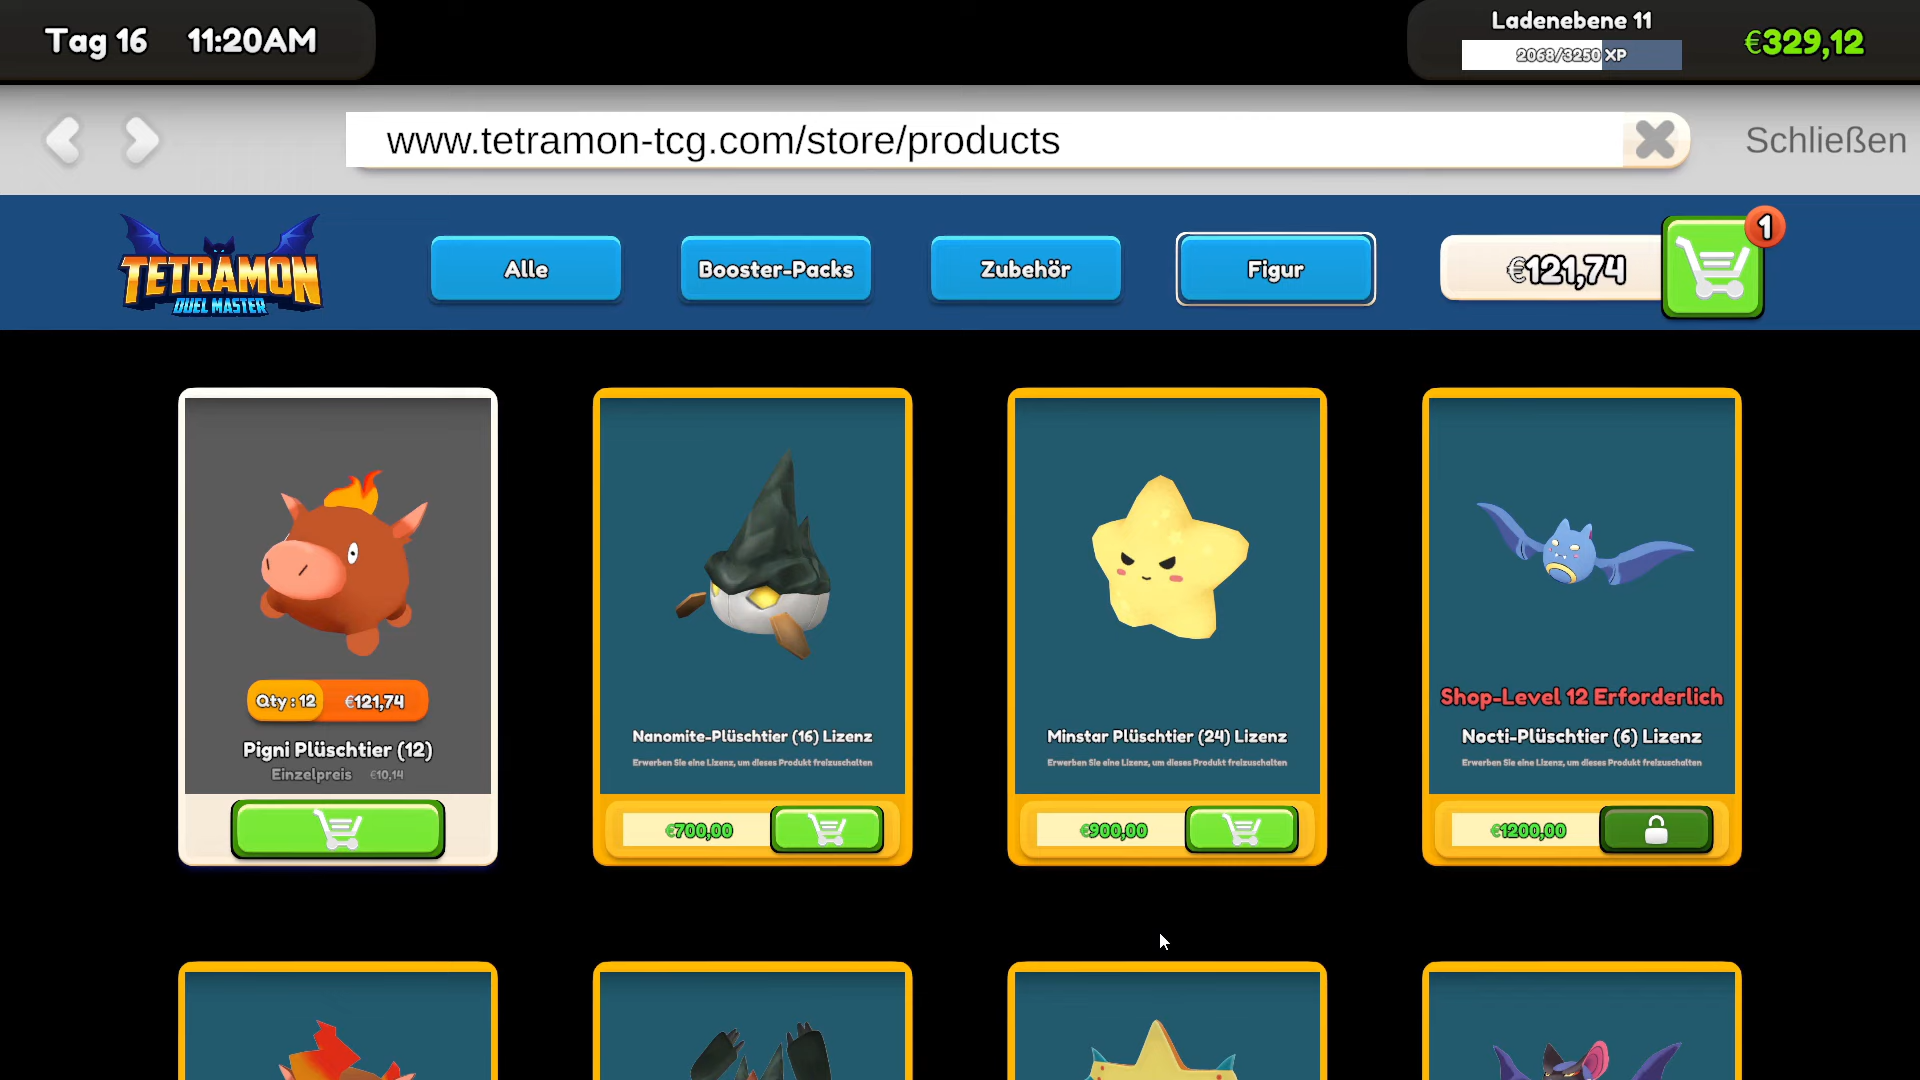 Tag 16
11:20AM
Ladenebene 11
2068/3250 XP
€329,12
www.tetramon-tcg.com/store/products
Schließen
TETRAMON
DUEL MASTER
Alle
Booster-Packs
Zubehör
Figur
€121,74
1
Qty : 12
€121,74
Pigni Plüschtier (12)
Einzelpreis €10,14
Nanomite-Plüschtier (16) Lizenz
Erwerben Sie eine Lizenz, um dieses Produkt freizuschalten
€700,00
Minstar Plüschtier (24) Lizenz
Erwerben Sie eine Lizenz, um dieses Produkt freizuschalten
€900,00
Shop-Level 12 Erforderlich
Nocti-Plüschtier (6) Lizenz
Erwerben Sie eine Lizenz, um dieses Produkt freizuschalten
€1200,00